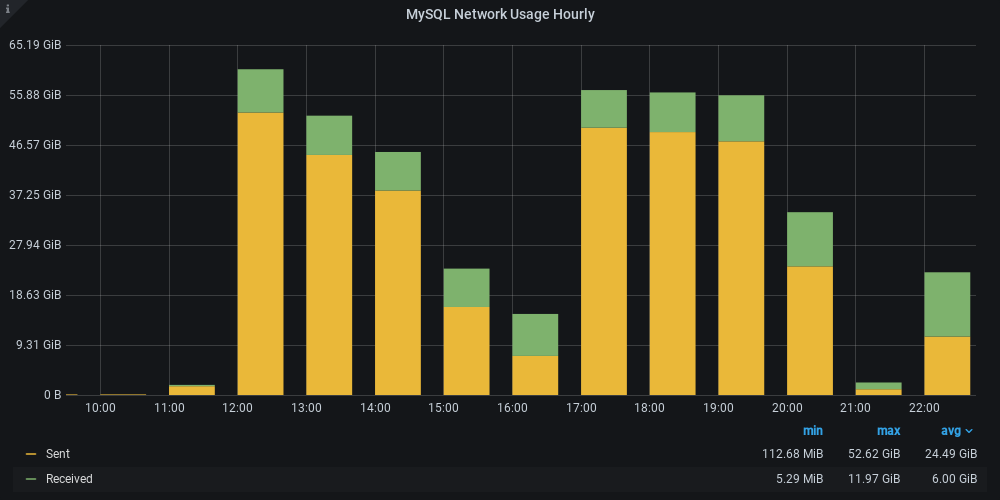 i
MySQL Network Usage Hourly
65.19 GiB
55.88 GiB
46.57 GiB
37.25 GiB
27.94 GiB
18.63 GiB
9.31 GiB
0 B
10:00 11:00 12:00 13:00 14:00 15:00 16:00 17:00 18:00 19:00 20:00 21:00 22:00
min max avg
Sent 112.68 MiB 52.62 GiB 24.49 GiB
Received 5.29 MiB 11.97 GiB 6.00 GiB